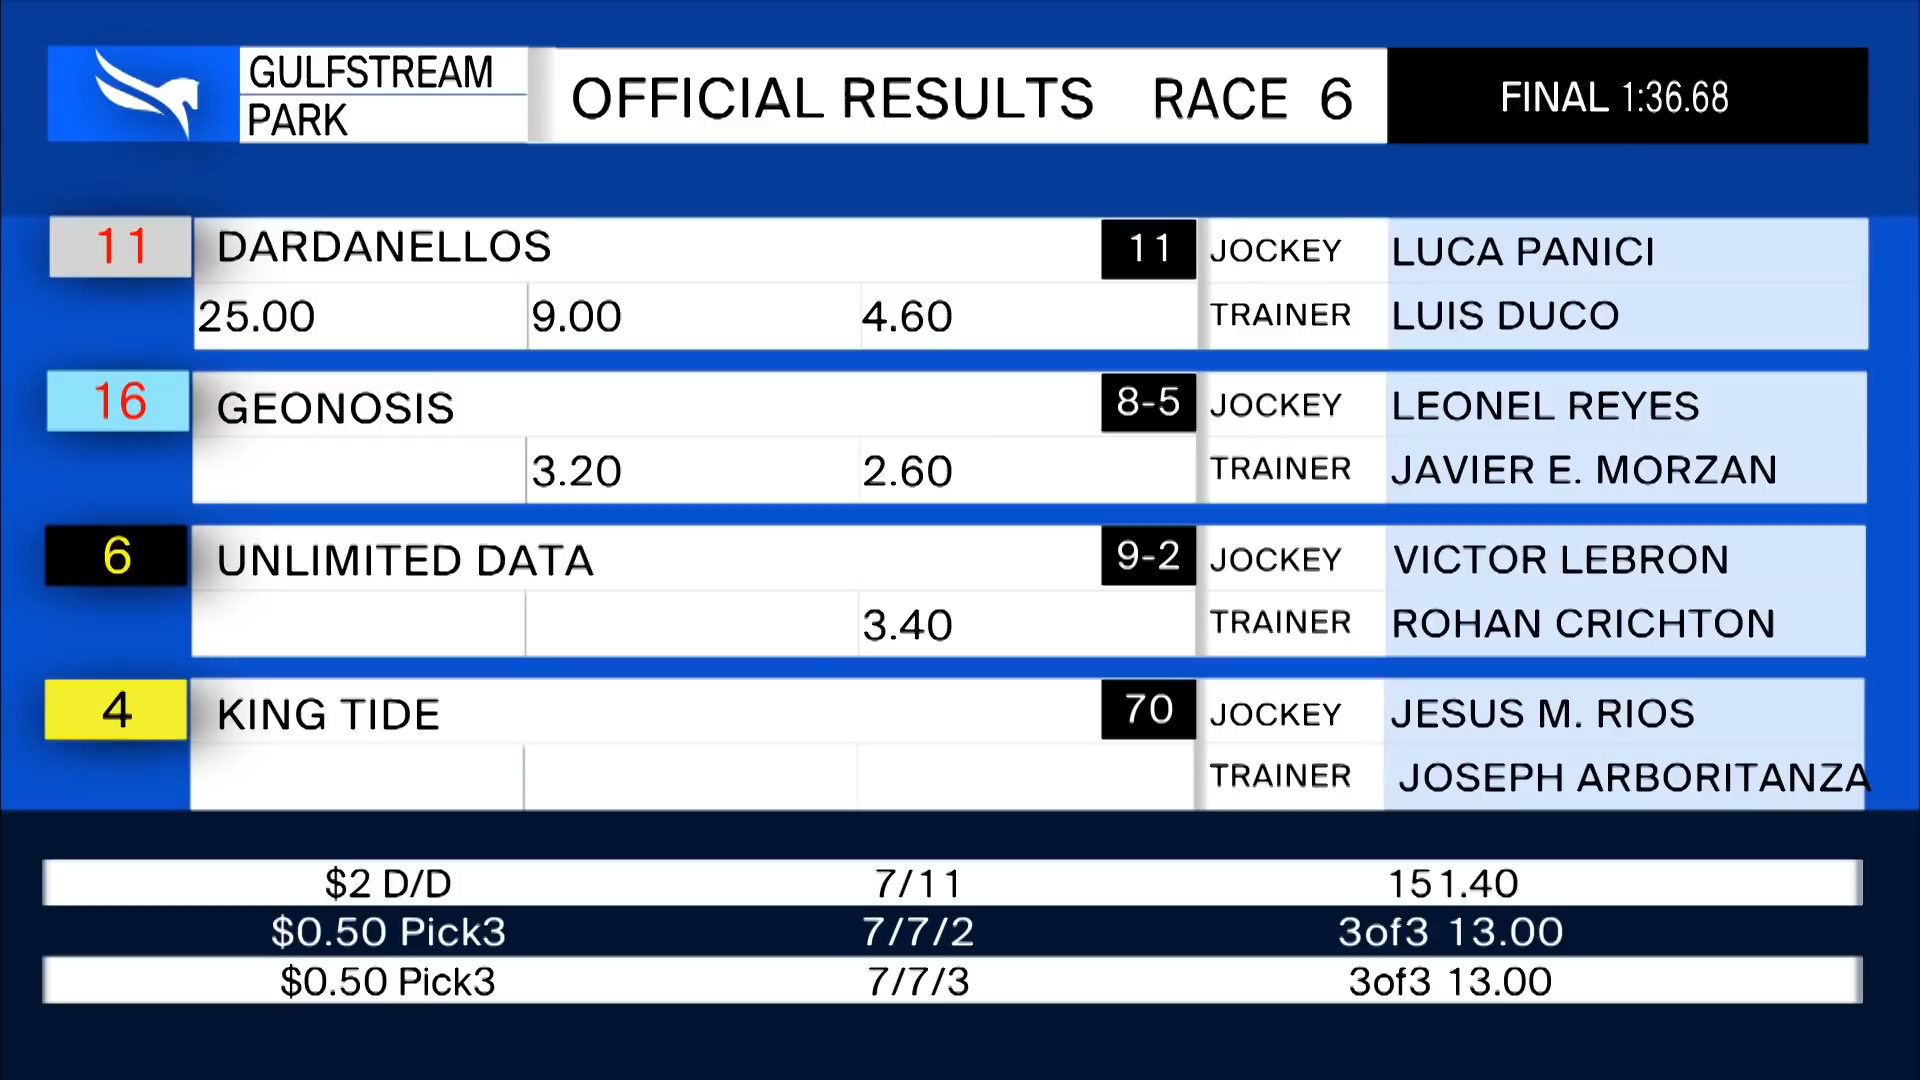 GULFSTREAM
PARK
OFFICIAL RESULTS RACE 6
FINAL 1:36.68
11 DARDANELLOS 11 JOCKEY LUCA PANICI
25.00 9.00 4.60 TRAINER LUIS DUCO
16 GEONOSIS 8-5 JOCKEY LEONEL REYES
3.20 2.60 TRAINER JAVIER E. MORZAN
6 UNLIMITED DATA 9-2 JOCKEY VICTOR LEBRON
3.40 TRAINER ROHAN CRICHTON
4 KING TIDE 70 JOCKEY JESUS M. RIOS
TRAINER JOSEPH ARBORITANZA
$2 D/D 7/11 151.40
$0.50 Pick3 7/7/2 3of3 13.00
$0.50 Pick3 7/7/3 3of3 13.00